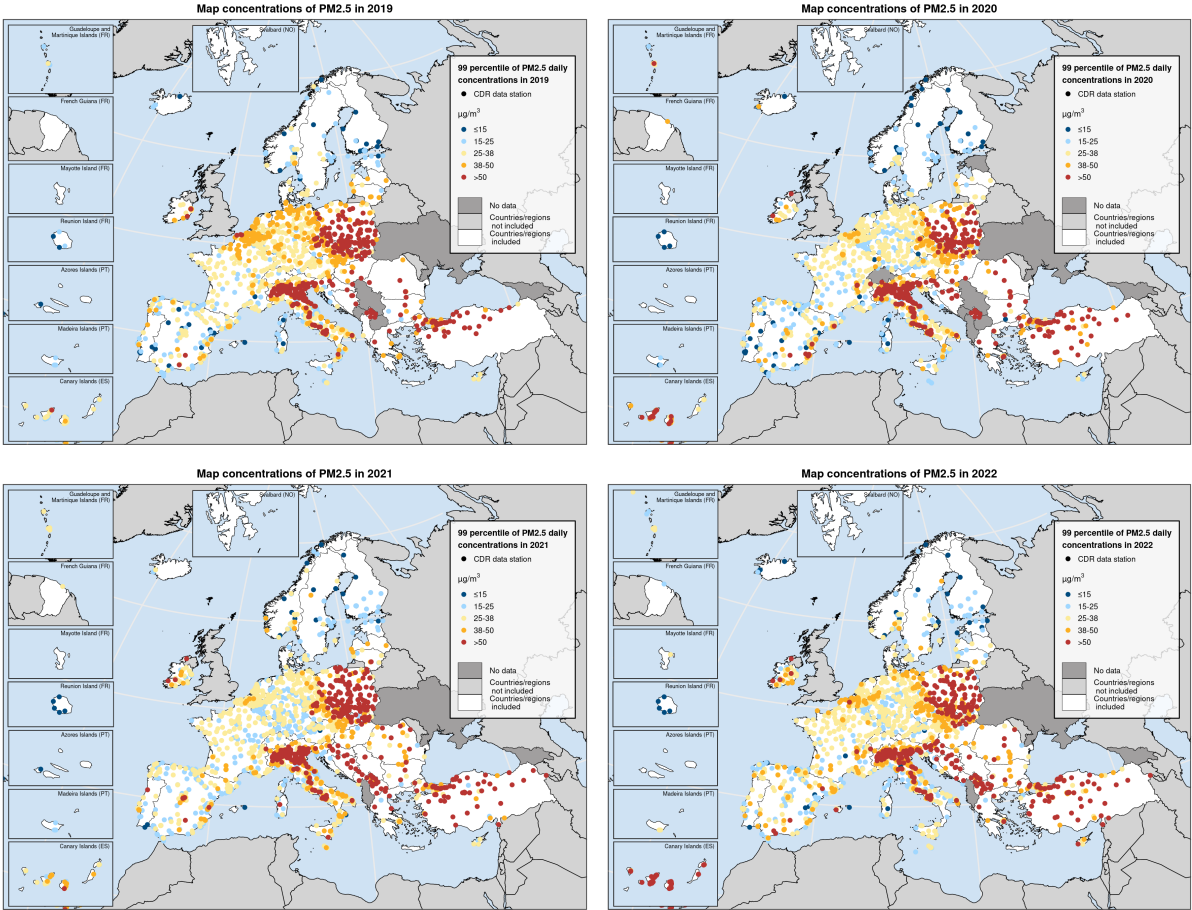 Map concentrations of PM2.5 in 2019
Guadeloupe and
Martinique Islands (FR)
Svalbard (NO)
French Guiana (FR)
Mayotte Island (FR)
Reunion Island (FR)
Azores Islands (PT)
Madeira Islands (PT)
Canary Islands (ES)
99 percentile of PM2.5 daily
concentrations in 2019
CDR data station
µg/m³
≤15
15-25
25-38
38-50
>50
No data
Countries/regions
not included
Countries/regions
included
Map concentrations of PM2.5 in 2020
Guadeloupe and
Martinique Islands (FR)
Svalbard (NO)
French Guiana (FR)
Mayotte Island (FR)
Reunion Island (FR)
Azores Islands (PT)
Madeira Islands (PT)
Canary Islands (ES)
99 percentile of PM2.5 daily
concentrations in 2020
CDR data station
µg/m³
≤15
15-25
25-38
38-50
>50
No data
Countries/regions
not included
Countries/regions
included
Map concentrations of PM2.5 in 2021
Guadeloupe and
Martinique Islands (FR)
Svalbard (NO)
French Guiana (FR)
Mayotte Island (FR)
Reunion Island (FR)
Azores Islands (PT)
Madeira Islands (PT)
Canary Islands (ES)
99 percentile of PM2.5 daily
concentrations in 2021
CDR data station
µg/m³
≤15
15-25
25-38
38-50
>50
No data
Countries/regions
not included
Countries/regions
included
Map concentrations of PM2.5 in 2022
Guadeloupe and
Martinique Islands (FR)
Svalbard (NO)
French Guiana (FR)
Mayotte Island (FR)
Reunion Island (FR)
Azores Islands (PT)
Madeira Islands (PT)
Canary Islands (ES)
99 percentile of PM2.5 daily
concentrations in 2022
CDR data station
µg/m³
≤15
15-25
25-38
38-50
>50
No data
Countries/regions
not included
Countries/regions
included